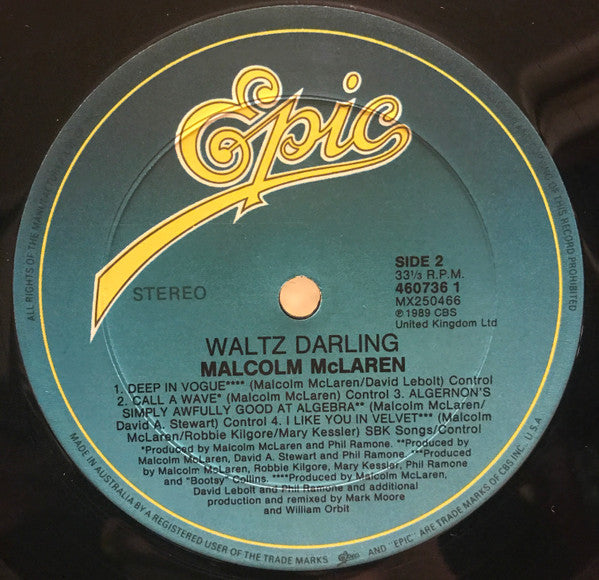 Epic
STEREO
SIDE 2
33⅓ R.P.M.
460736 1
MX250466
℗ 1989 CBS
United Kingdom Ltd
WALTZ DARLING
MALCOLM McLAREN
1. DEEP IN VOGUE**** (Malcolm McLaren/David Lebolt) Control
2. CALL A WAVE* (Malcolm McLaren) Control 3. ALGERNON'S
SIMPLY AWFULLY GOOD AT ALGEBRA** (Malcolm McLaren/
David A. Stewart) Control 4. I LIKE YOU IN VELVET*** (Malcolm
McLaren/Robbie Kilgore/Mary Kessler) SBK Songs/Control
*Produced by Malcolm McLaren and Phil Ramone. **Produced by
Malcolm McLaren, David A. Stewart and Phil Ramone. ***Produced
by Malcolm McLaren, Robbie Kilgore, Mary Kessler, Phil Ramone
and "Bootsy" Collins. ****Produced by Malcolm McLaren,
David Lebolt and Phil Ramone and additional
production and remixed by Mark Moore
and William Orbit
ALL RIGHTS OF THE MANU
OF THIS RECORD PROHIBITED
MADE IN AUSTRALIA BY A REGISTERED USER OF THE TRADE MARKS Epic AND "EPIC" ARE TRADE MARKS OF CBS INC. U.S.A.